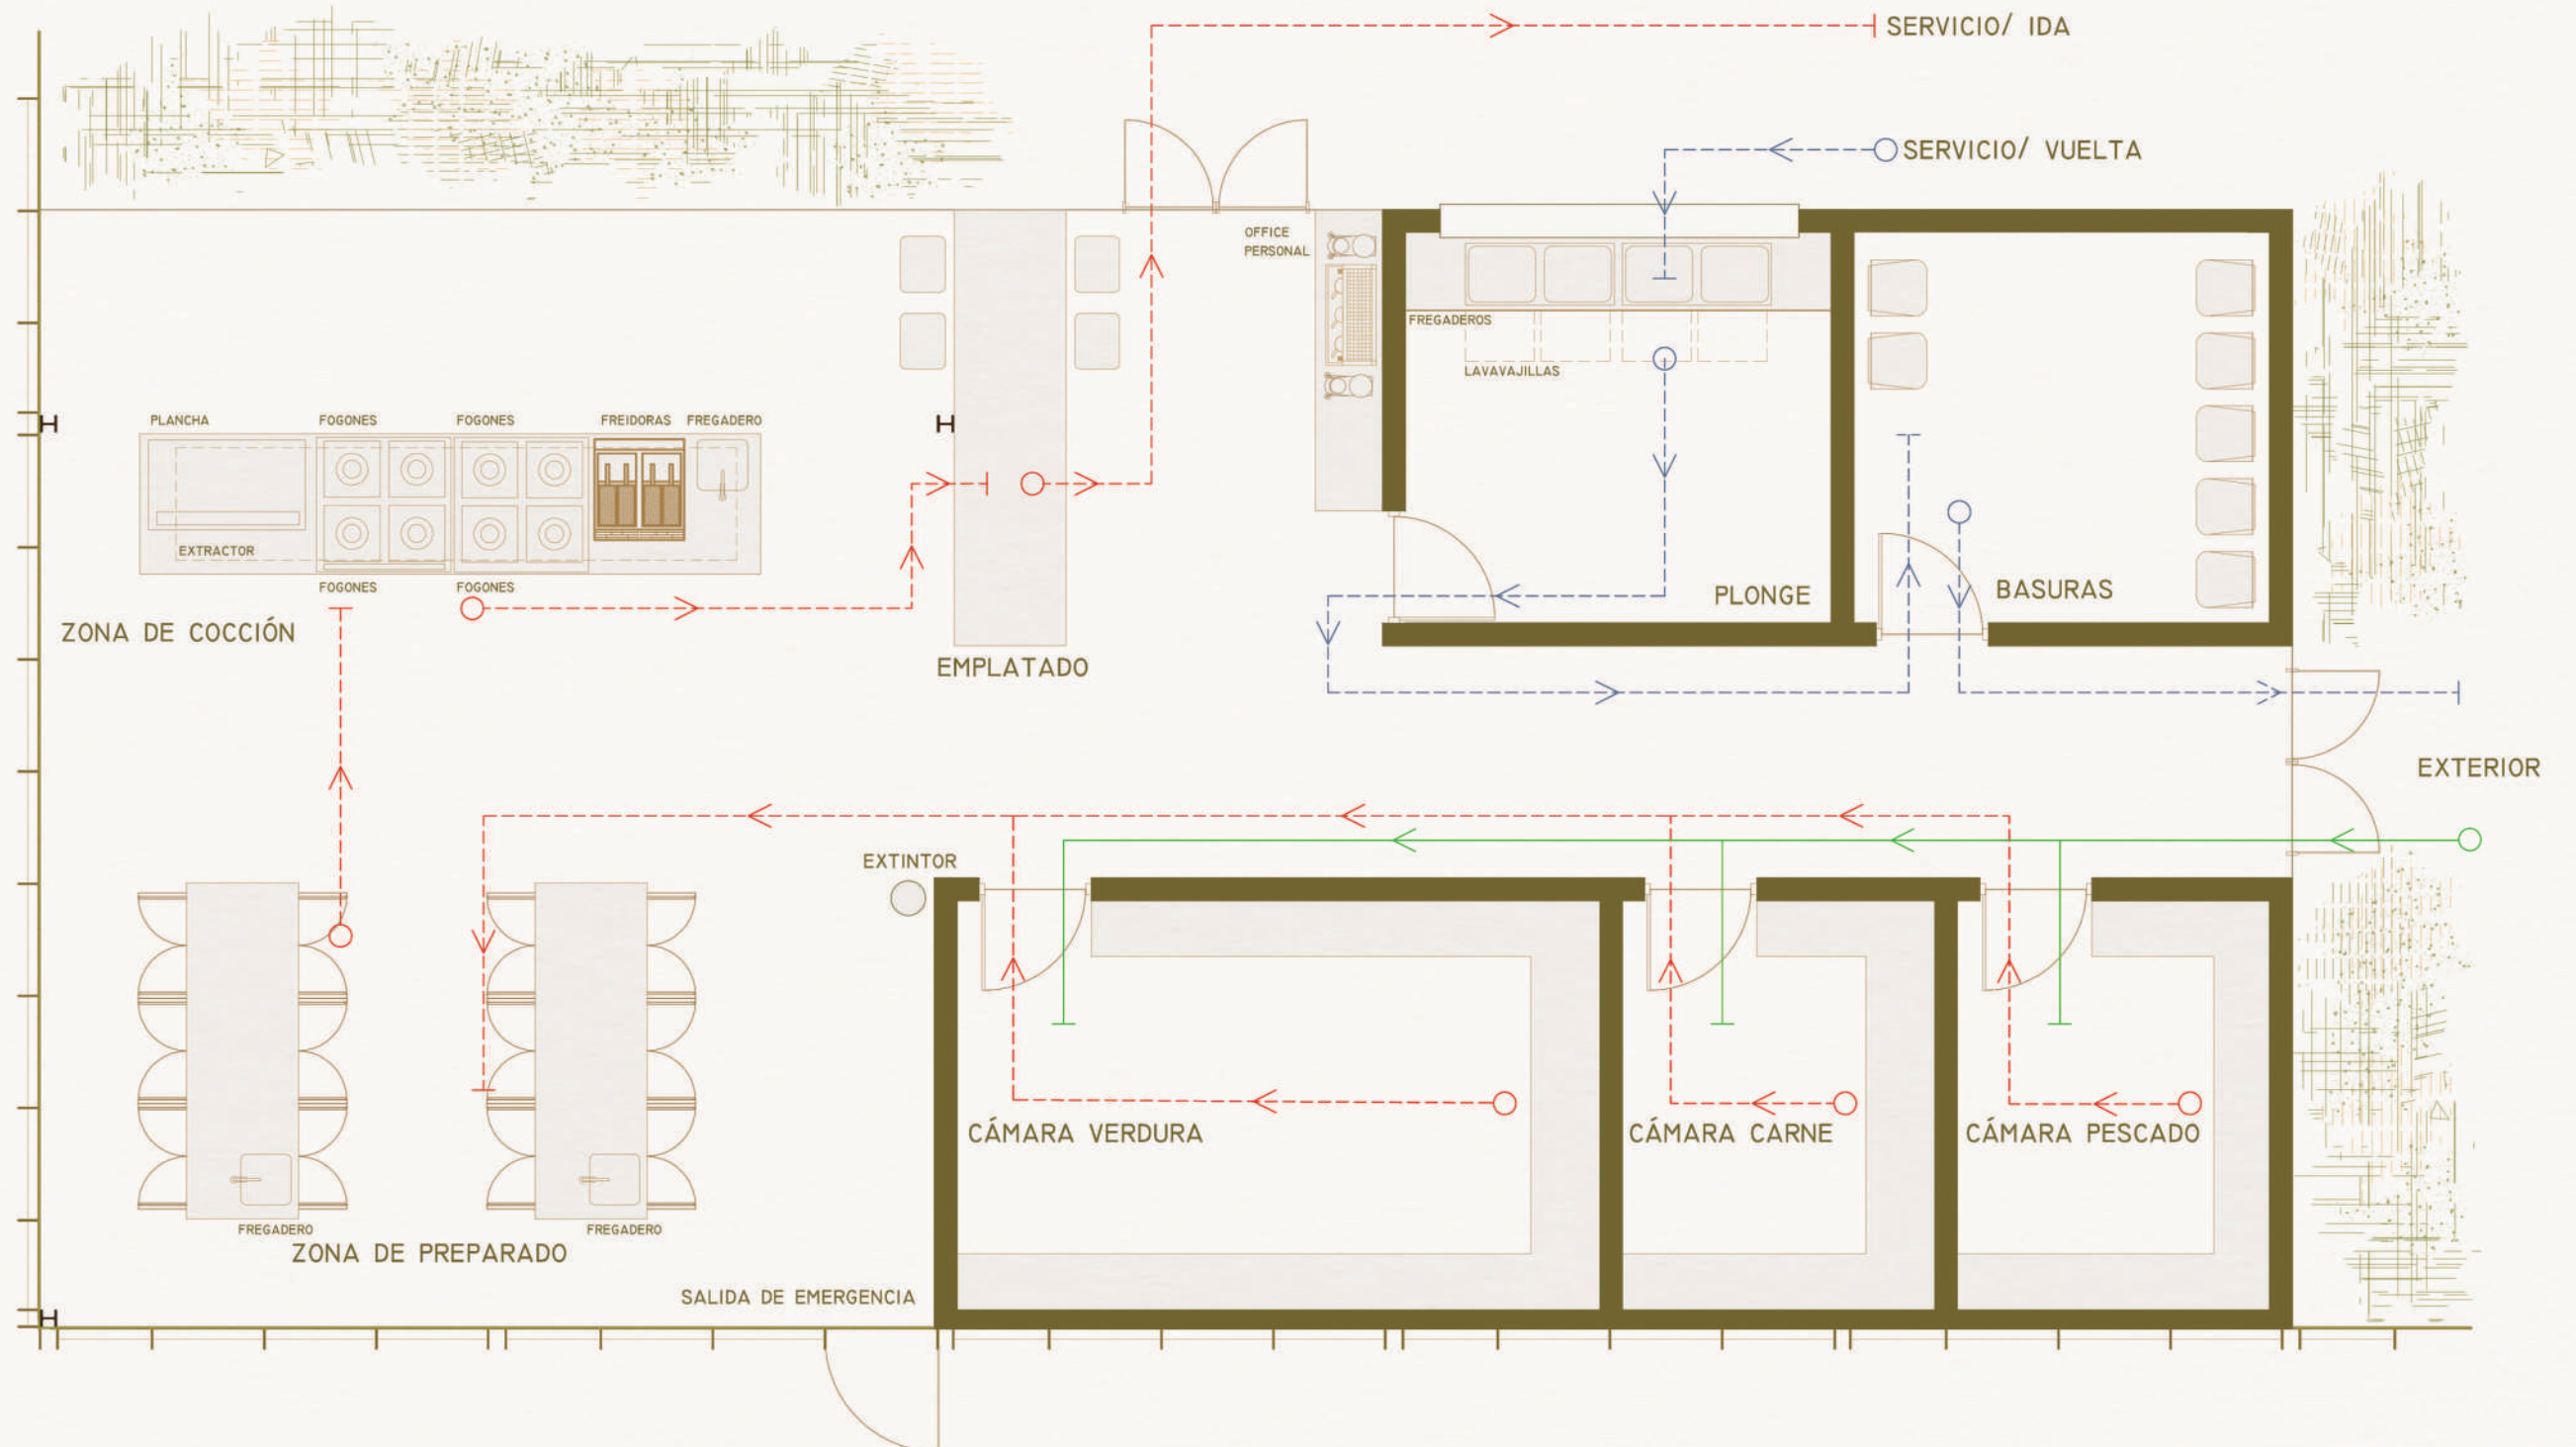 SERVICIO/ IDA
SERVICIO/ VUELTA
OFFICE
PERSONAL
FREGADEROS
LAVAVAJILLAS
PLANCHA
FOGONES
FOGONES
FREIDORAS
FREGADERO
EXTRACTOR
FOGONES
FOGONES
ZONA DE COCCIÓN
EMPLATADO
PLONGE
BASURAS
EXTERIOR
EXTINTOR
CÁMARA VERDURA
CÁMARA CARNE
CÁMARA PESCADO
FREGADERO
FREGADERO
ZONA DE PREPARADO
SALIDA DE EMERGENCIA